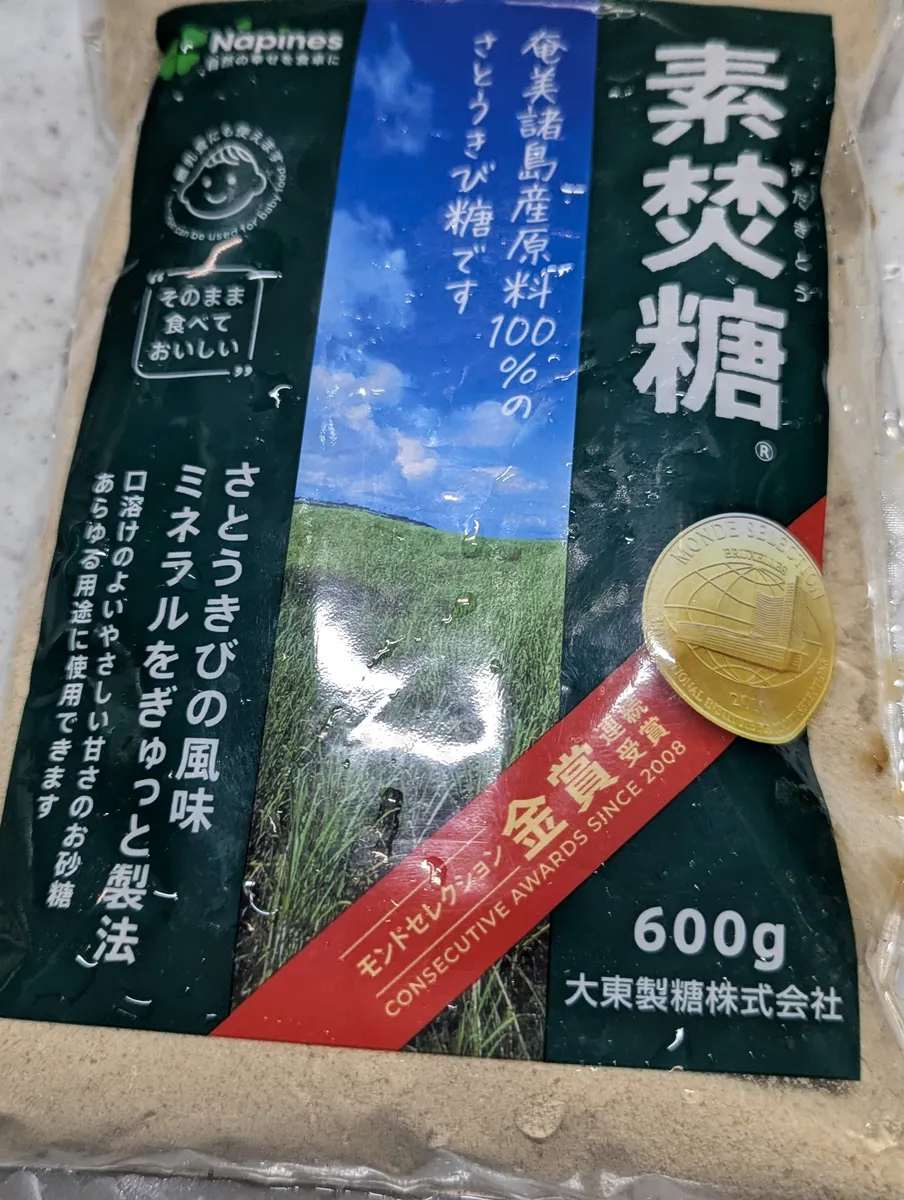 Napines
自然の幸せを食卓に
離乳食にも使えます
can be used for Baby food
そのまま
食べて
おいしい
奄美諸島産原料100%の
さとうきび糖です
素焚糖
すだきとう
®
さとうきびの風味
ミネラルをぎゅっと製法
口溶けのよいやさしい甘さのお砂糖
あらゆる用途に使用できます
MONDE SELECTION
BRUXELLES
モンドセレクション 金賞 連続受賞
CONSECUTIVE AWARDS SINCE 2008
600g
大東製糖株式会社